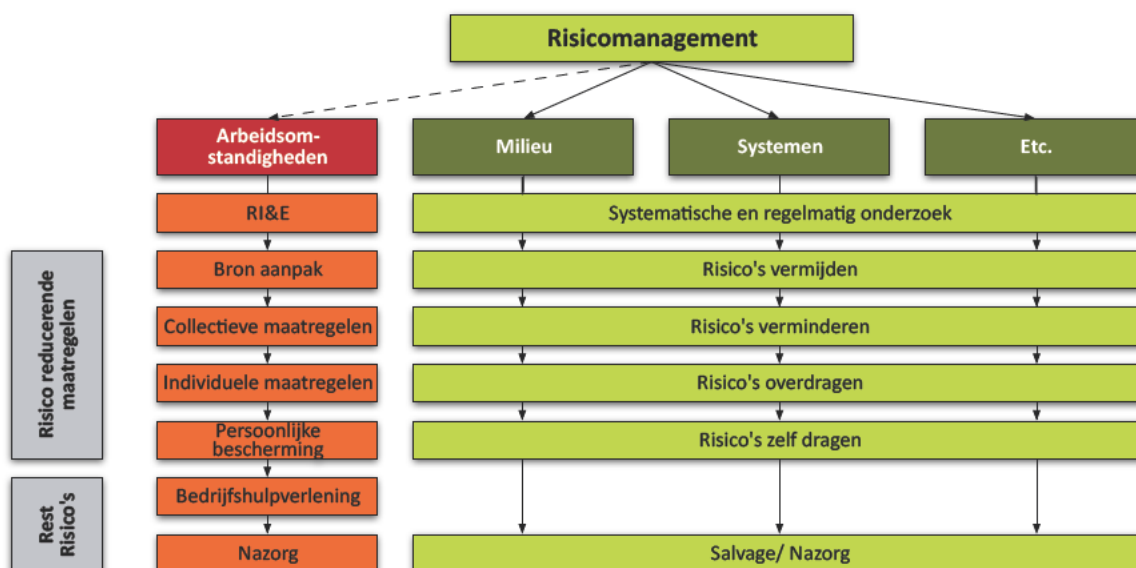 Risicomanagement
Arbeidsom-
standigheden
Milieu
Systemen
Etc.
RI&E
Systematische en regelmatig onderzoek
Risico reducerende
maatregelen
Bron aanpak
Risico's vermijden
Collectieve maatregelen
Risico's verminderen
Individuele maatregelen
Risico's overdragen
Persoonlijke
bescherming
Risico's zelf dragen
Rest
Risico's
Bedrijfshulpverlening
Nazorg
Salvage/ Nazorg